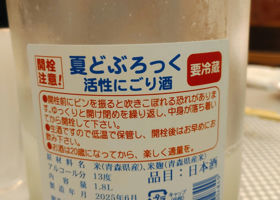 開栓
注意!
夏どぶろっく
活性にごり酒
要冷蔵
●開栓前にビンを振ると吹きこぼれる恐れがありま
す。ゆっくりと開け閉めを繰り返し、中身が落ち着い
てから開栓して下さい。
●生酒ですので低温で保管し、開栓後はお早めに
お飲み下さい。
●お酒は20歳になってから。楽しく適量を。
原材料名 米(青森県産)、米麹(青森県産米)
アルコール分 13度
内容量 1.8L
品目:日本酒
製造年月 2025年6月